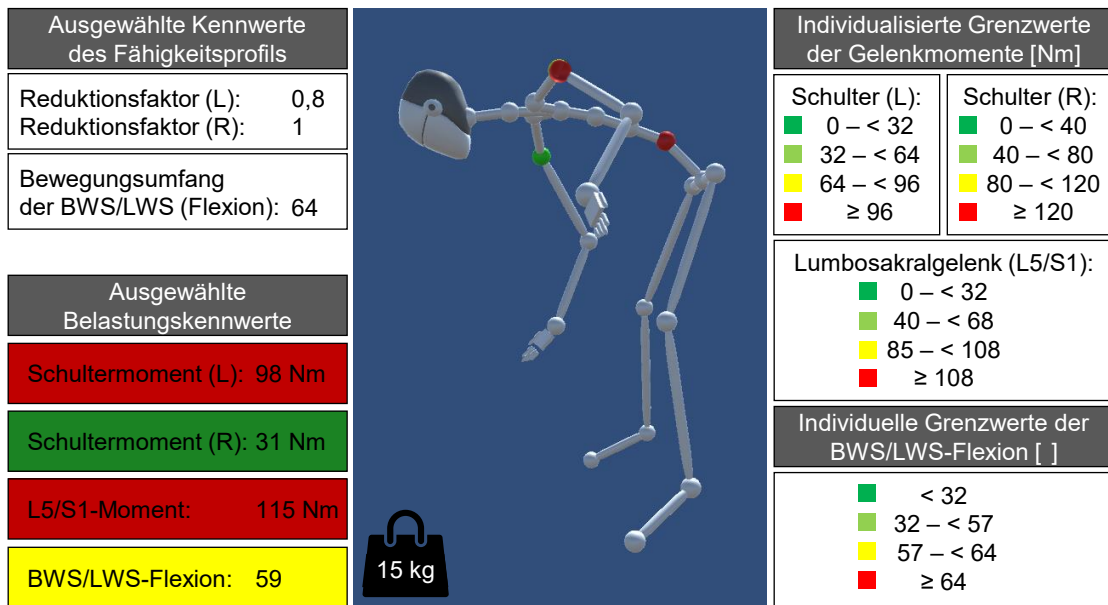 Ausgewählte Kennwerte
des Fähigkeitsprofils
Reduktionsfaktor (L): 0,8
Reduktionsfaktor (R): 1
Bewegungsumfang
der BWS/LWS (Flexion): 64
Ausgewählte
Belastungskennwerte
Schultermoment (L): 98 Nm
Schultermoment (R): 31 Nm
L5/S1-Moment: 115 Nm
BWS/LWS-Flexion: 59
15 kg
Individualisierte Grenzwerte
der Gelenkmomente [Nm]
Schulter (L):
0 – < 32
32 – < 64
64 – < 96
≥ 96
Schulter (R):
0 – < 40
40 – < 80
80 – < 120
≥ 120
Lumbosakralgelenk (L5/S1):
0 – < 32
40 – < 68
85 – < 108
≥ 108
Individuelle Grenzwerte der
BWS/LWS-Flexion [ ]
< 32
32 – < 57
57 – < 64
≥ 64